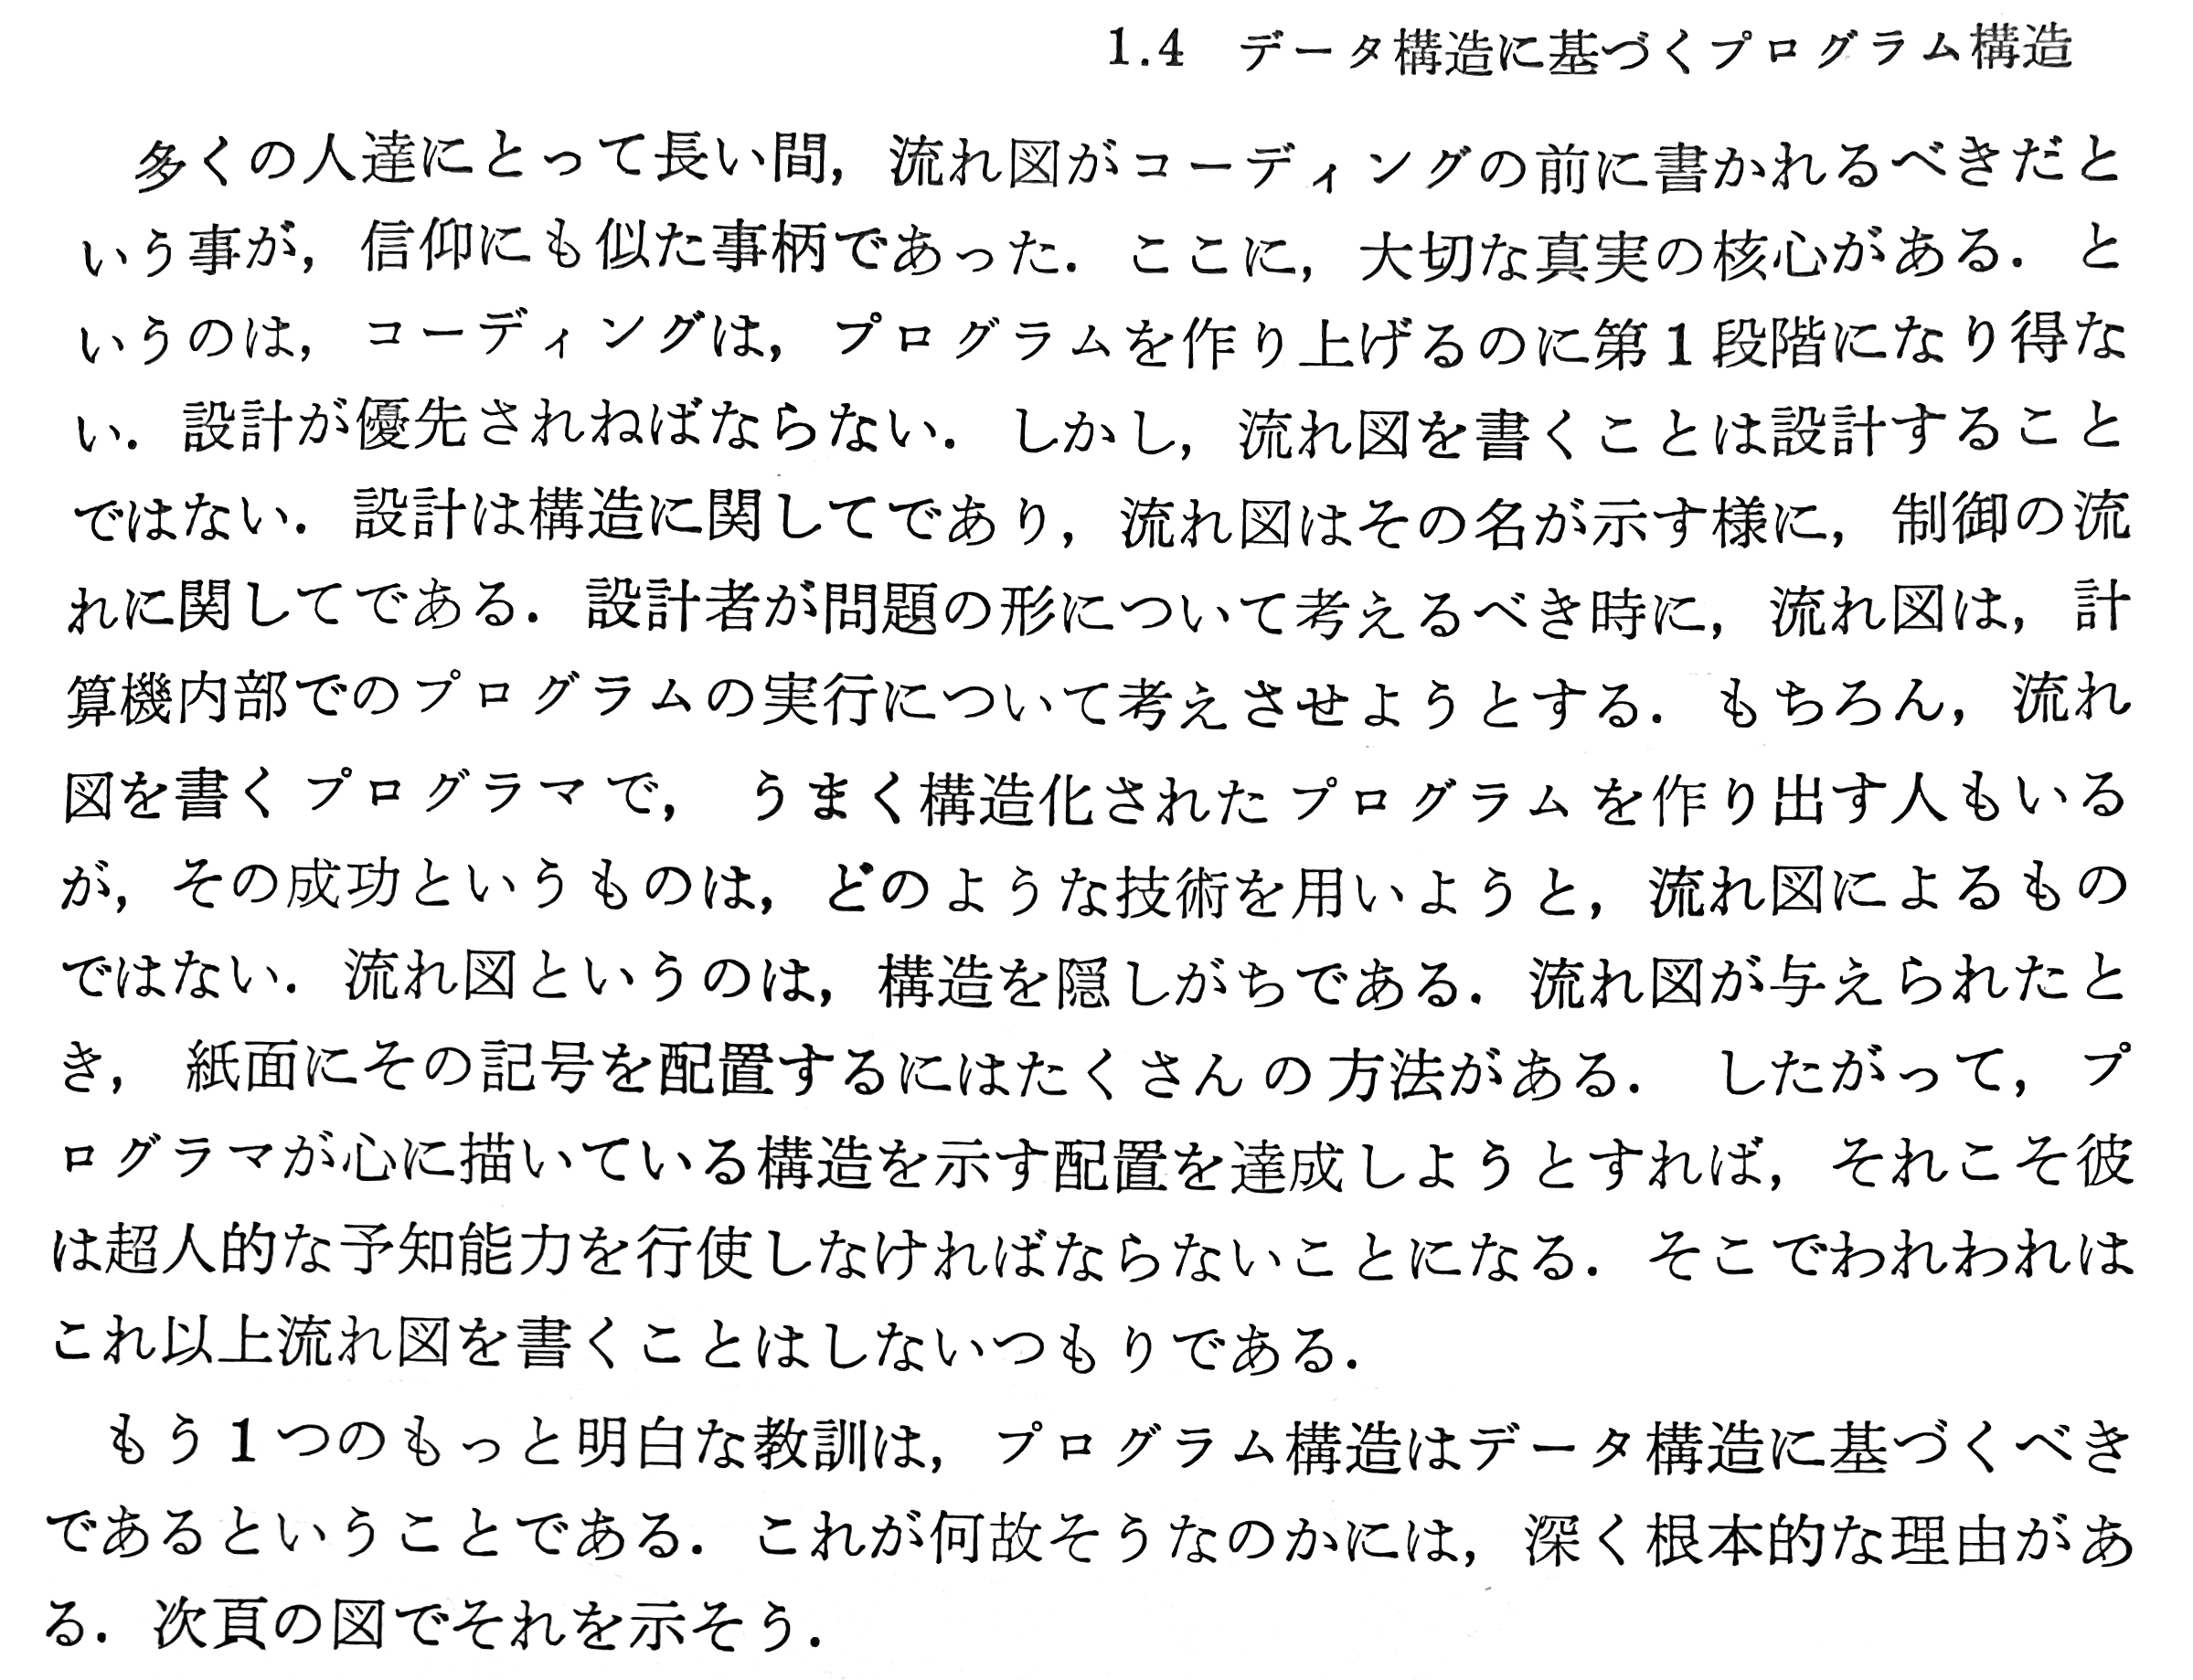 1.4 データ構造に基づくプログラム構造
多くの人達にとって長い間，流れ図がコーディングの前に書かれるべきだと
いう事が，信仰にも似た事柄であった．ここに，大切な真実の核心がある．と
いうのは，コーディングは，プログラムを作り上げるのに第1段階になり得な
い．設計が優先されねばならない．しかし，流れ図を書くことは設計すること
ではない．設計は構造に関してであり，流れ図はその名が示す様に，制御の流
れに関してである．設計者が問題の形について考えるべき時に，流れ図は，計
算機内部でのプログラムの実行について考えさせようとする．もちろん，流れ
図を書くプログラマで，うまく構造化されたプログラムを作り出す人もいる
が，その成功というものは，どのような技術を用いようと，流れ図によるもの
ではない．流れ図というのは，構造を隠しがちである．流れ図が与えられたと
き，紙面にその記号を配置するにはたくさんの方法がある．したがって，プ
ログラマが心に描いている構造を示す配置を達成しようとすれば，それこそ彼
は超人的な予知能力を行使しなければならないことになる．そこでわれわれは
これ以上流れ図を書くことはしないつもりである．
もう1つのもっと明白な教訓は，プログラム構造はデータ構造に基づくべき
であるということである．これが何故そうなのかには，深く根本的な理由があ
る．次頁の図でそれを示そう．